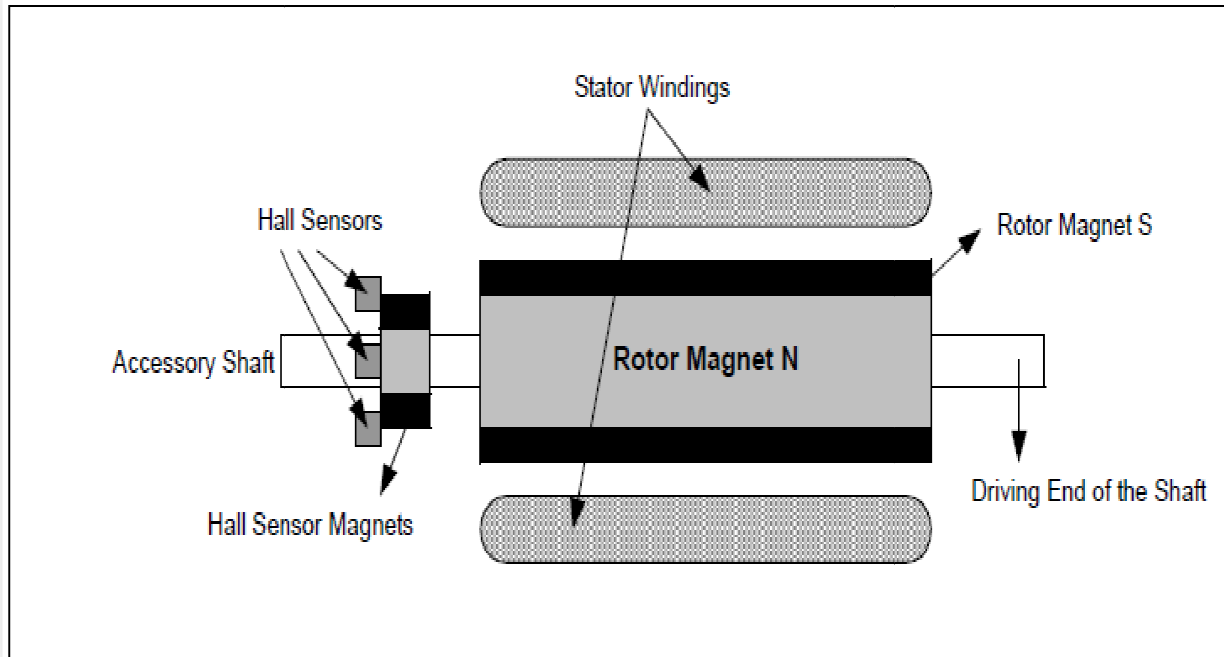 Stator Windings
Hall Sensors
Rotor Magnet S
Accessory Shaft
Rotor Magnet N
Driving End of the Shaft
Hall Sensor Magnets